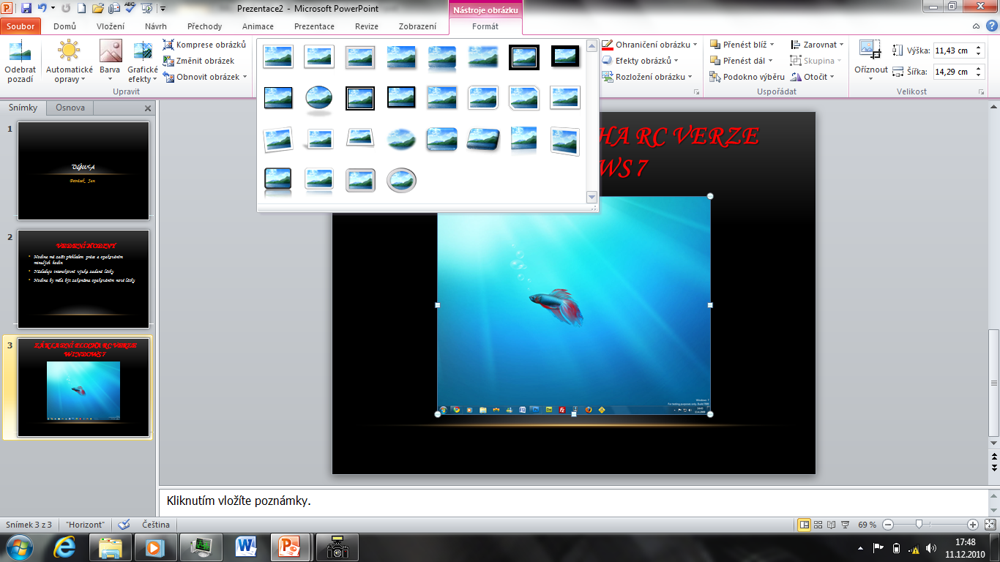 Prezentace2 - Microsoft PowerPoint
Nástroje obrázku
Soubor Domů Vložení Návrh Přechody Animace Prezentace Revize Zobrazení Formát
Odebrat pozadí
Automatické opravy
Barva
Grafické efekty
Komprese obrázků
Změnit obrázek
Obnovit obrázek
Upravit
Ohraničení obrázku
Efekty obrázků
Rozložení obrázku
Přenést blíž
Přenést dál
Podokno výběru
Zarovnat
Skupina
Otočit
Uspořádat
Oříznout
Výška: 11,43 cm
Šířka: 14,29 cm
Velikost
Snímky Osnova
1
Petržák Jan
2
VEDENÍ HODINY
Hodina má začít přehledem práce a opakováním
minulých hodin
Následuje interaktivní výuka zadané látky
Hodina by měla být zakončena opakováním nové látky
3
ZÁKLADNÍ PLOCHA RC VERZE
WINDOWS 7
HA RC VERZE
WS 7
Windows 7
For testing purposes only. Build 7100
Kliknutím vložíte poznámky.
Snímek 3 z 3 "Horizont" Čeština 69 %
17:48
11.12.2010